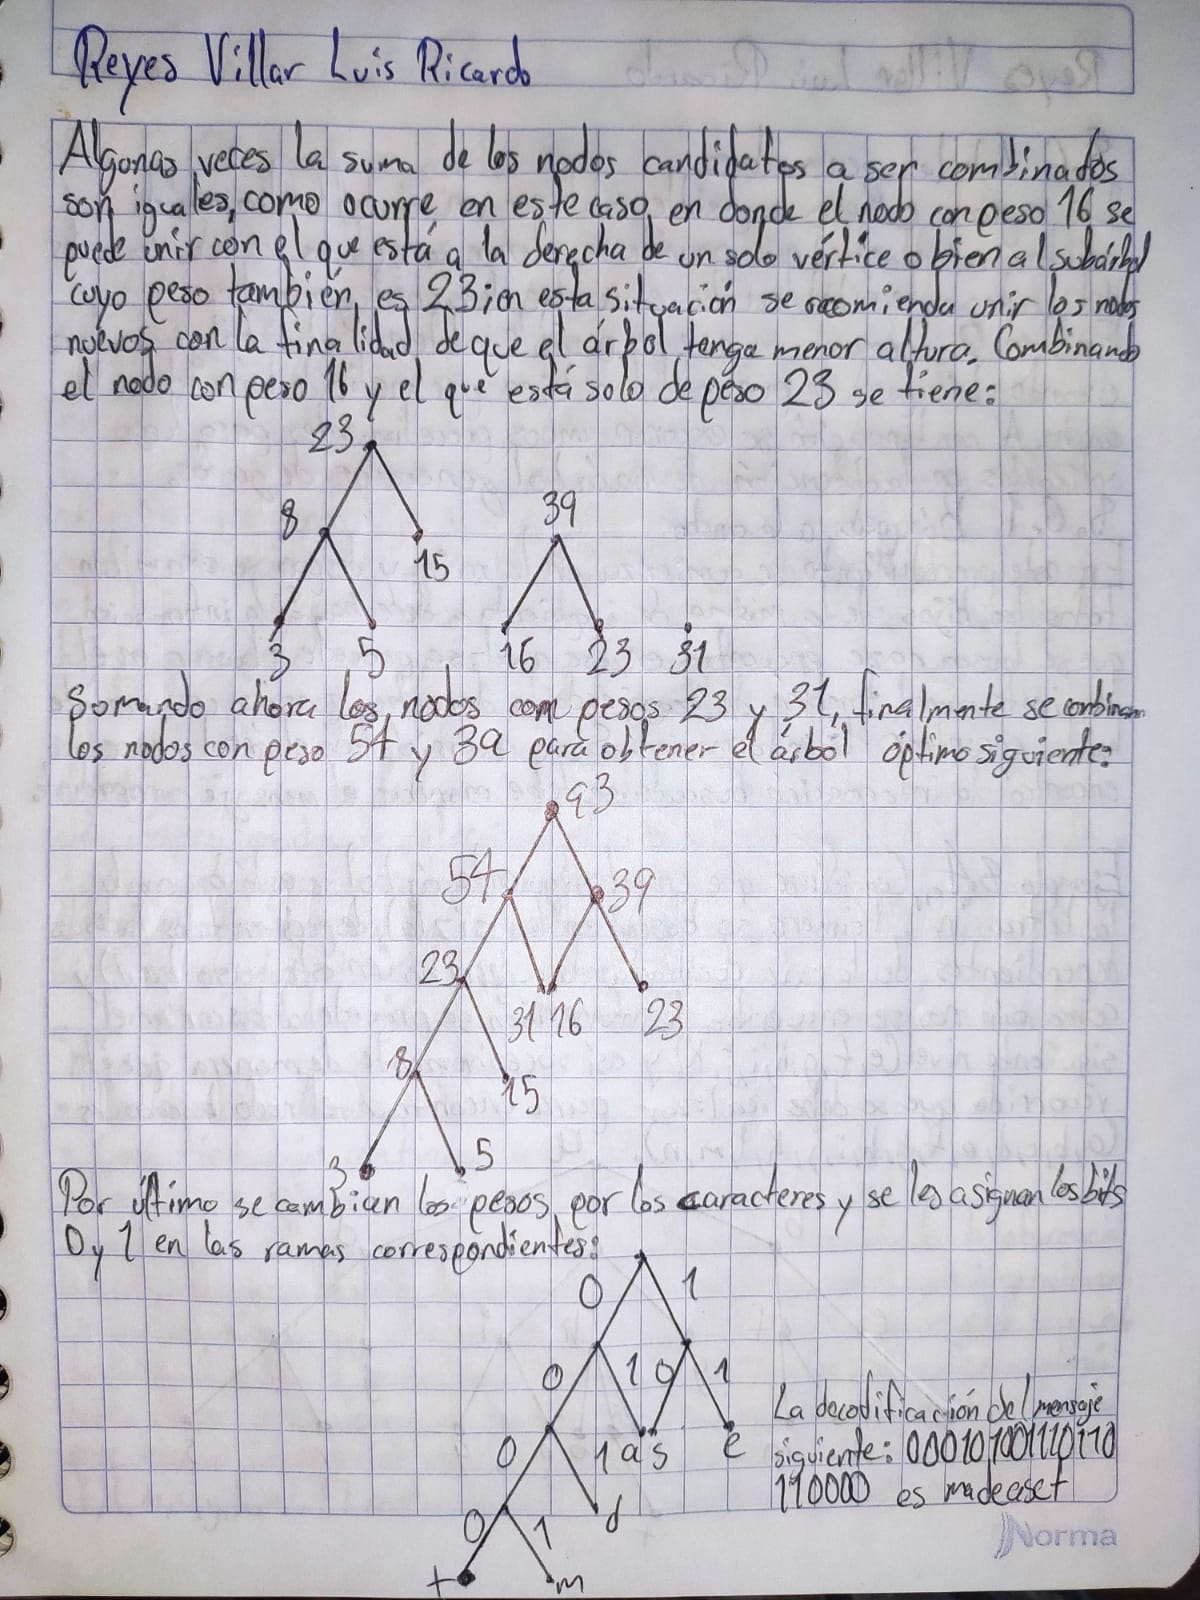 Reyes Villar Luis Ricardo
Algunas veces la suma de los nodos candidatos a ser combinados
son iguales, como ocurre en este caso en donde el nodo con peso 16 se
puede unir con el que está a la derecha de un solo vértice o bien al subárbol
cuyo peso también es 23; en esta situación se recomienda unir los nodos
nuevos con la finalidad de que el árbol tenga menor altura. Combinando
el nodo con peso 16 y el que está solo de peso 23 se tiene:
23
8 39
15
3 5 16 23 31
Sumando ahora los nodos com pesos 23 y 31, finalmente se combinan
los nodos con peso 54 y 39 para obtener el árbol óptimo siguiente:
93
54 39
23
31 16 23
8
15
3 5
Por último se cambian los pesos por los caracteres y se les asignan los bits
0 y 1 en las ramas correspondientes:
0 1
0 1 0 1
0 1 a s e
0 1 d
t m
La decodificación del mensaje
siguiente: 000101001110110
110000 es madeaset
Norma